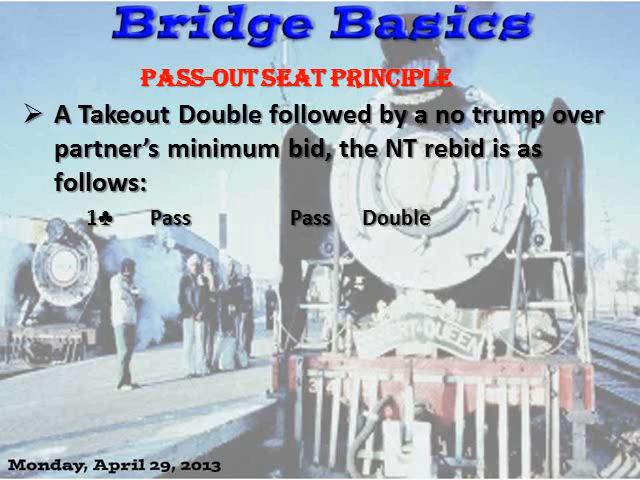 Bridge Basics
PASS-OUT SEAT PRINCIPLE
➢ A Takeout Double followed by a no trump over
partner's minimum bid, the NT rebid is as
follows:
1♣ Pass Pass Double
Monday, April 29, 2013